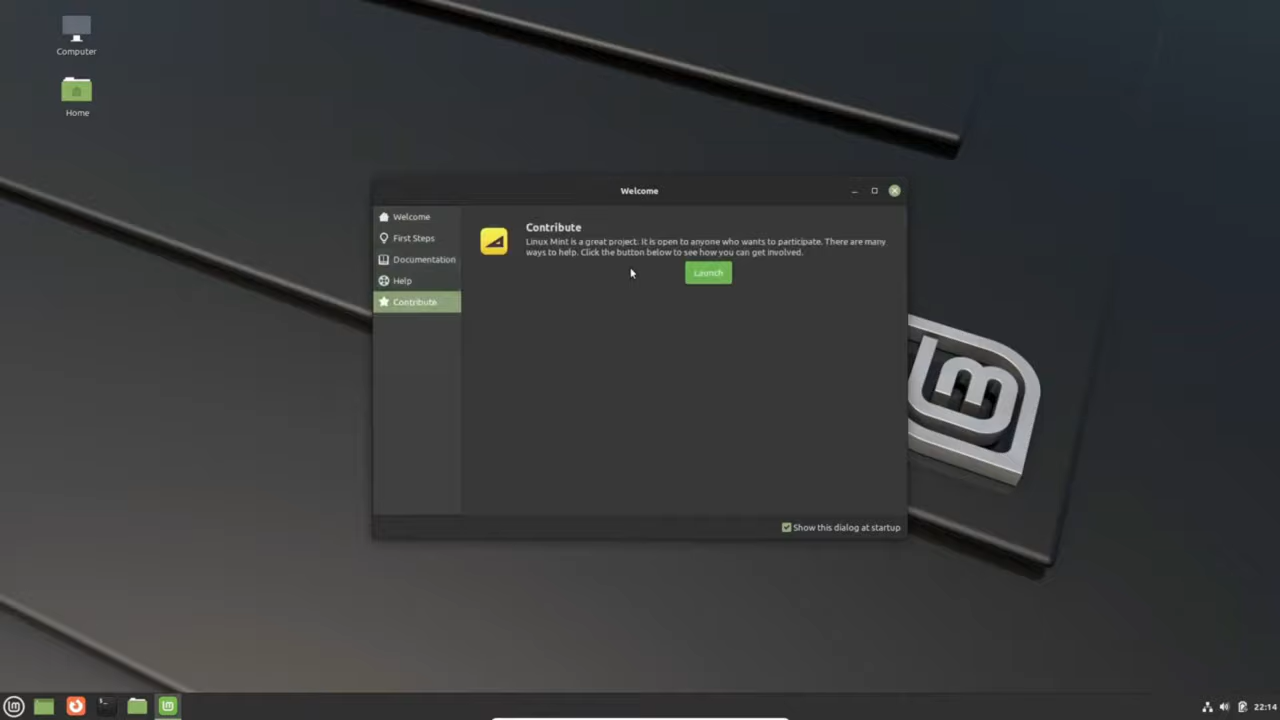 Computer
Home
Welcome
Welcome
First Steps
Documentation
Help
Contribute
Contribute
Linux Mint is a great project. It is open to anyone who wants to participate. There are many
ways to help. Click the button below to see how you can get involved.
Launch
Show this dialog at startup
22:14